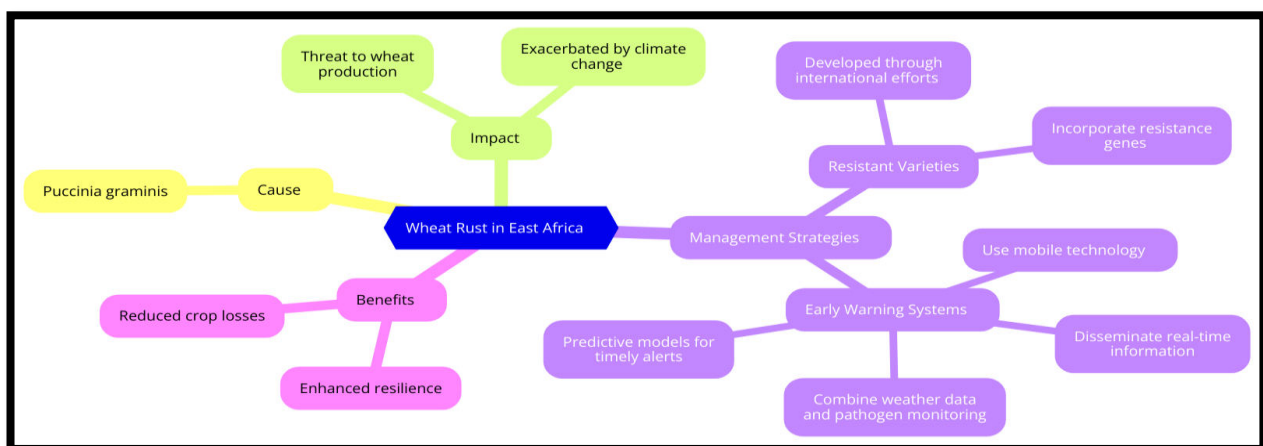 Wheat Rust in East Africa
Cause
Puccinia graminis
Impact
Threat to wheat
production
Exacerbated by climate
change
Management Strategies
Resistant Varieties
Developed through
international efforts
Incorporate resistance
genes
Early Warning Systems
Use mobile technology
Disseminate real-time
information
Combine weather data
and pathogen monitoring
Predictive models for
timely alerts
Benefits
Reduced crop losses
Enhanced resilience